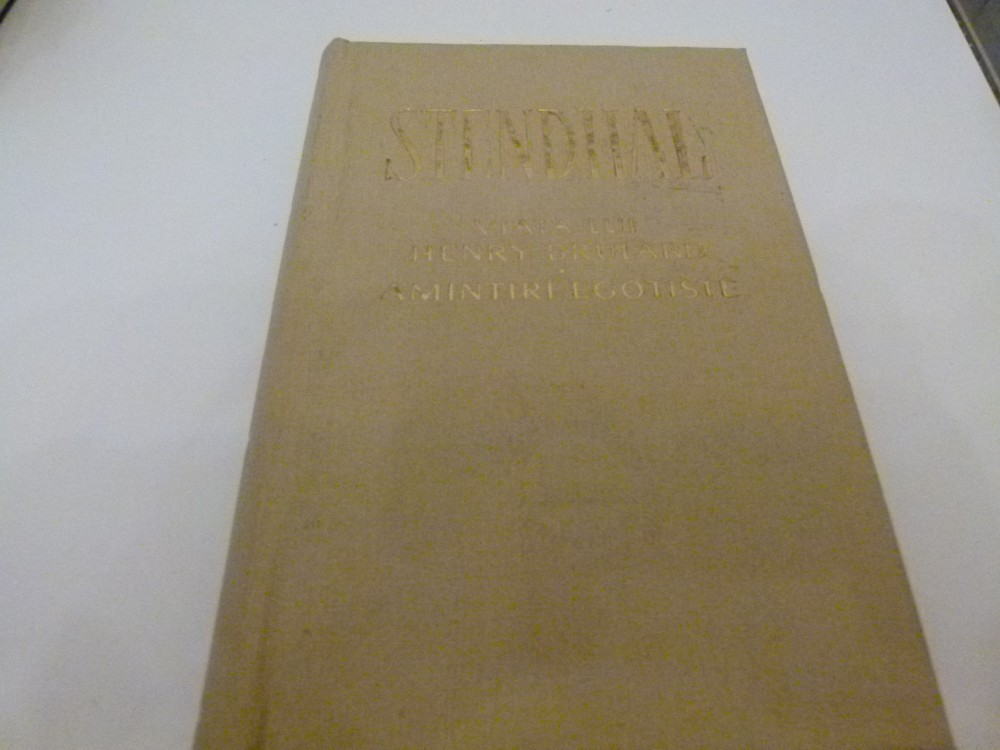 STENDHAL
VIAȚA LUI
HENRY BRULARD
AMINTIRI EGOTISTE